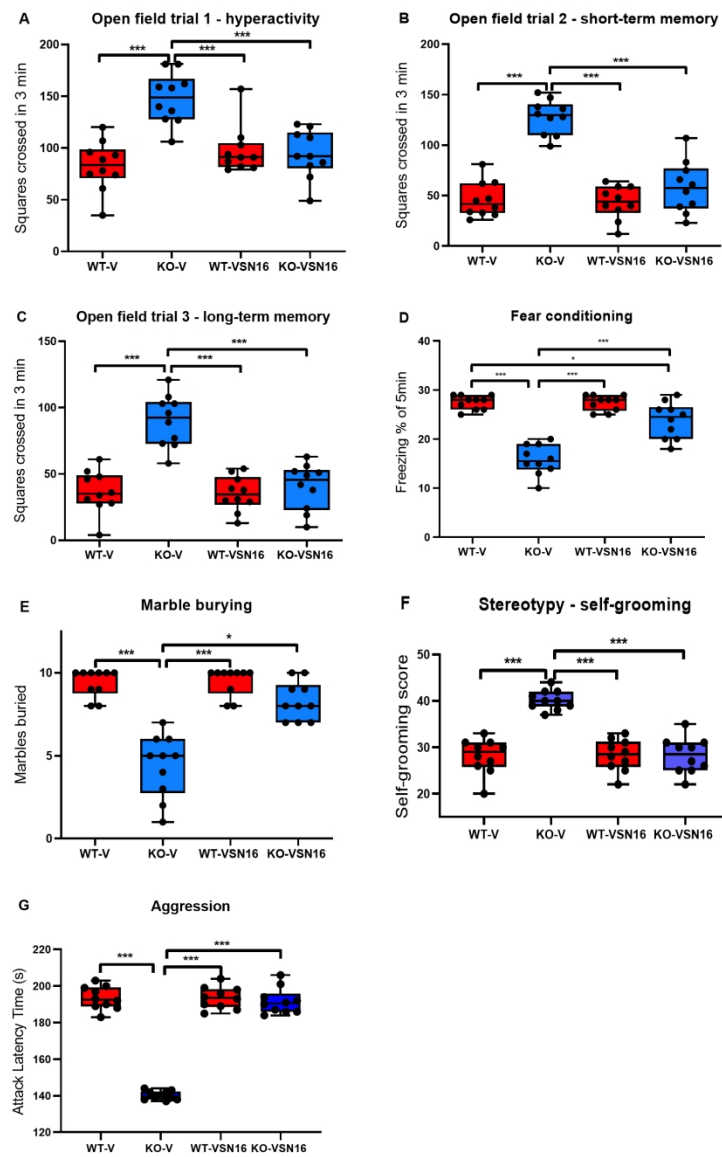 A
Open field trial 1 - hyperactivity
***
***
***
Squares crossed in 3 min
200
150
100
50
0
WT-V KO-V WT-VSN16 KO-VSN16
B
Open field trial 2 - short-term memory
***
***
***
Squares crossed in 3 min
200
150
100
50
0
WT-V KO-V WT-VSN16 KO-VSN16
C
Open field trial 3 - long-term memory
***
***
***
Squares crossed in 3 min
150
100
50
0
WT-V KO-V WT-VSN16 KO-VSN16
D
Fear conditioning
***
*
***
***
Freezing % of 5min
40
30
20
10
0
WT-V KO-V WT-VSN16 KO-VSN16
E
Marble burying
*
***
***
Marbles buried
10
5
0
WT-V KO-V WT-VSN16 KO-VSN16
F
Stereotypy - self-grooming
***
***
***
Self-grooming score
50
40
30
20
WT-V KO-V WT-VSN16 KO-VSN16
G
Aggression
***
***
***
Attack Latency Time (s)
220
200
180
160
140
120
WT-V KO-V WT-VSN16 KO-VSN16